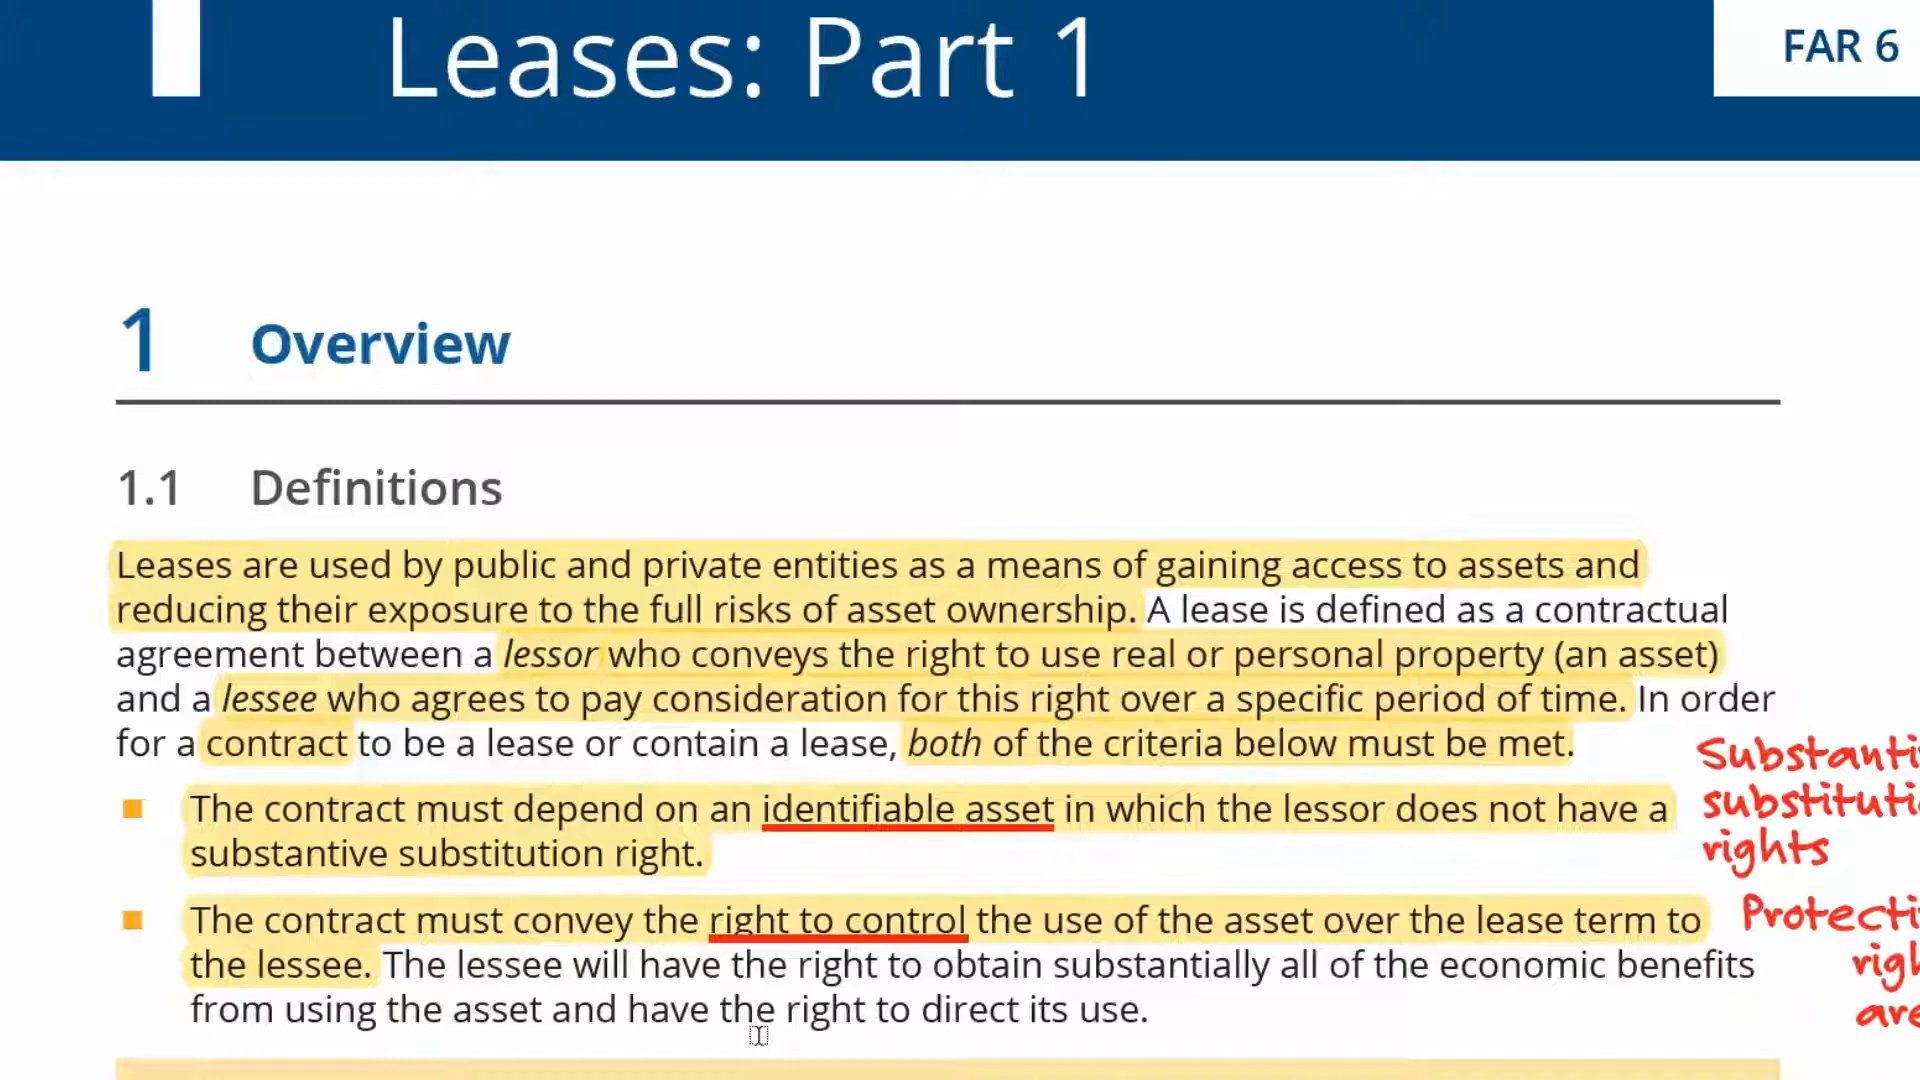 Leases: Part 1
FAR 6
1 Overview
1.1 Definitions
Leases are used by public and private entities as a means of gaining access to assets and
reducing their exposure to the full risks of asset ownership. A lease is defined as a contractual
agreement between a lessor who conveys the right to use real or personal property (an asset)
and a lessee who agrees to pay consideration for this right over a specific period of time. In order
for a contract to be a lease or contain a lease, both of the criteria below must be met.
The contract must depend on an identifiable asset in which the lessor does not have a
substantive substitution right.
The contract must convey the right to control the use of the asset over the lease term to
the lessee. The lessee will have the right to obtain substantially all of the economic benefits
from using the asset and have the right to direct its use.
rights